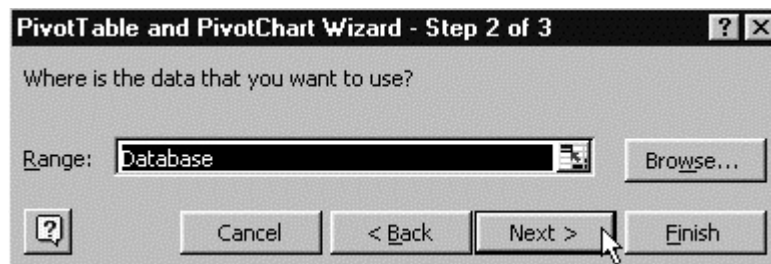 PivotTable and PivotChart Wizard - Step 2 of 3 ? X
Where is the data that you want to use?
Range: Database Browse...
? Cancel < Back Next > Finish